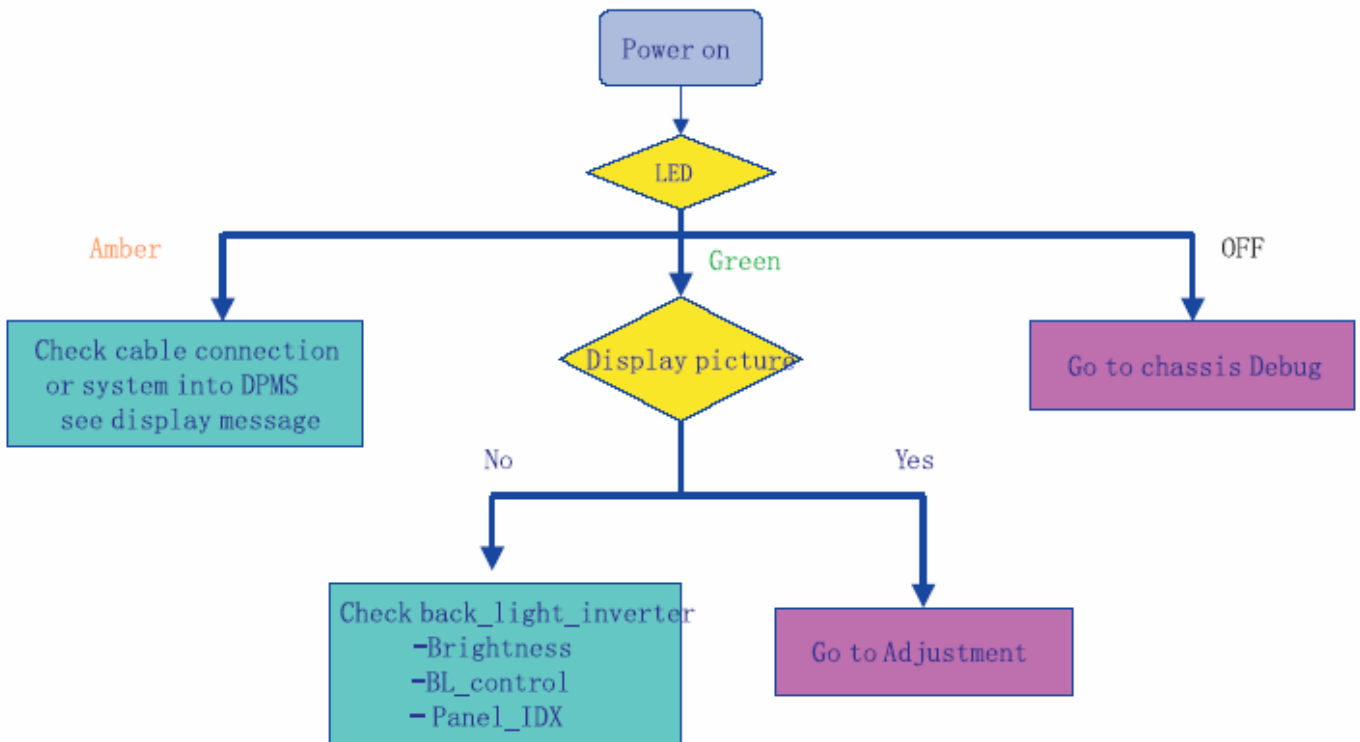 Power on
LED
Amber
Green
OFF
Check cable connection
or system into DPMS
see display message
Display picture
Go to chassis Debug
No
Yes
Check back_light_inverter
-Brightness
-BL_control
-Panel_IDX
Go to Adjustment